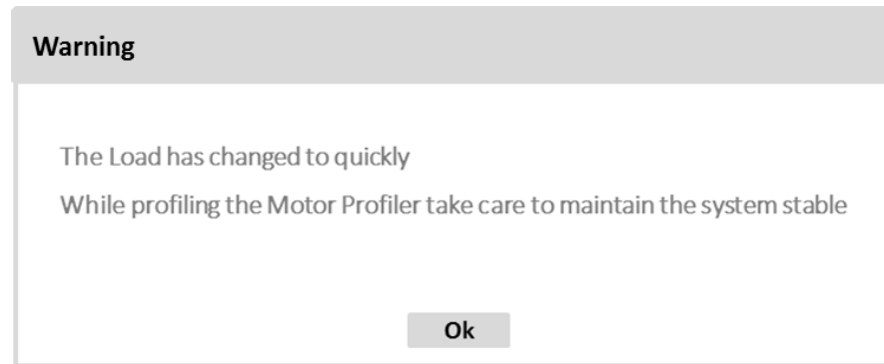 Warning
The Load has changed to quickly
While profiling the Motor Profiler take care to maintain the system stable
Ok